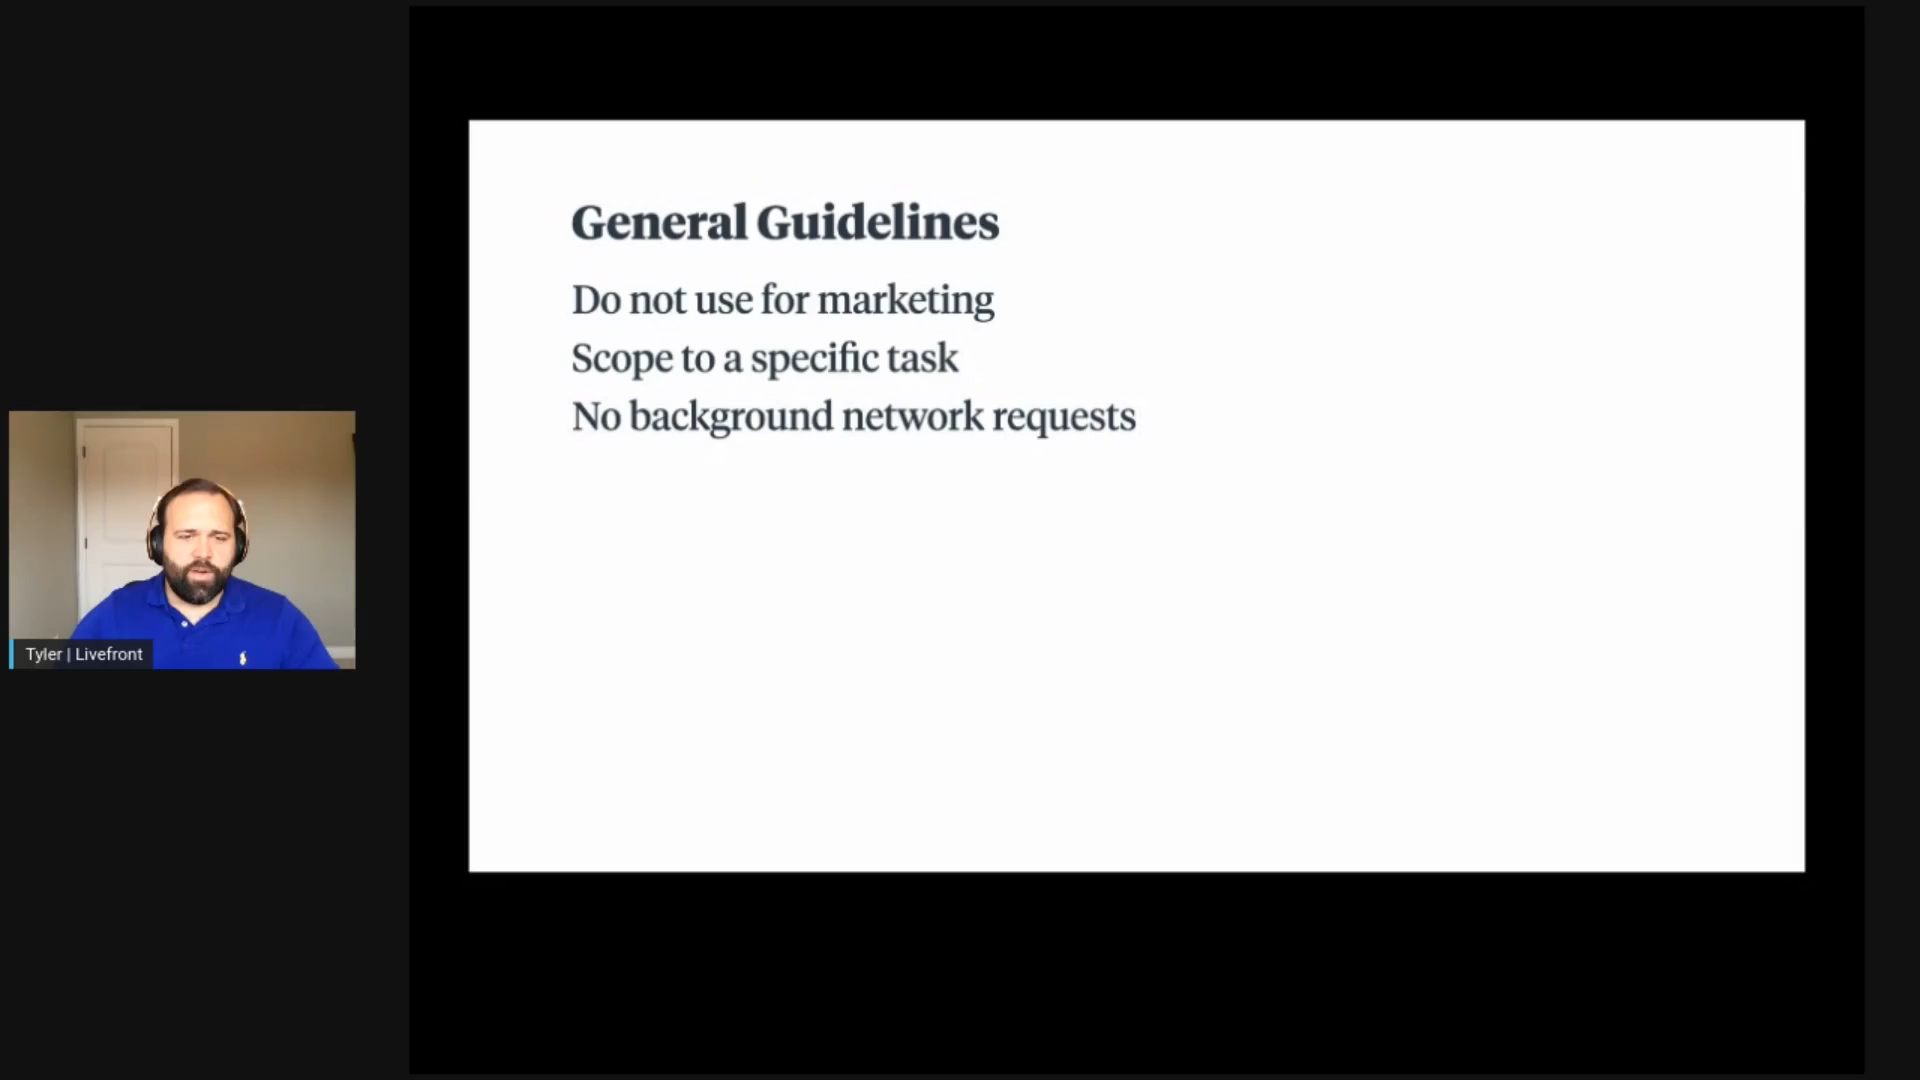 General Guidelines
Do not use for marketing
Scope to a specific task
No background network requests
Tyler | Livefront